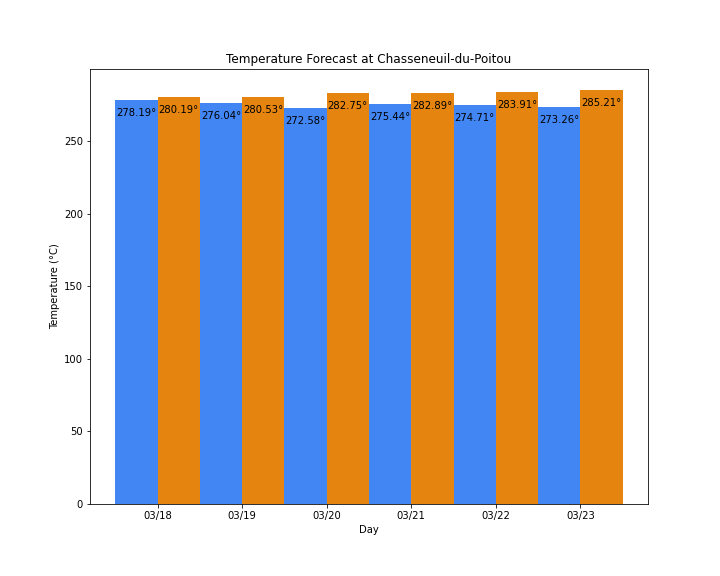 Temperature Forecast at Chasseneuil-du-Poitou
Temperature (°C)
250
200
150
100
50
0
278.19° 280.19° 276.04° 280.53° 272.58° 282.75° 275.44° 282.89° 274.71° 283.91° 273.26° 285.21°
03/18 03/19 03/20 03/21 03/22 03/23
Day